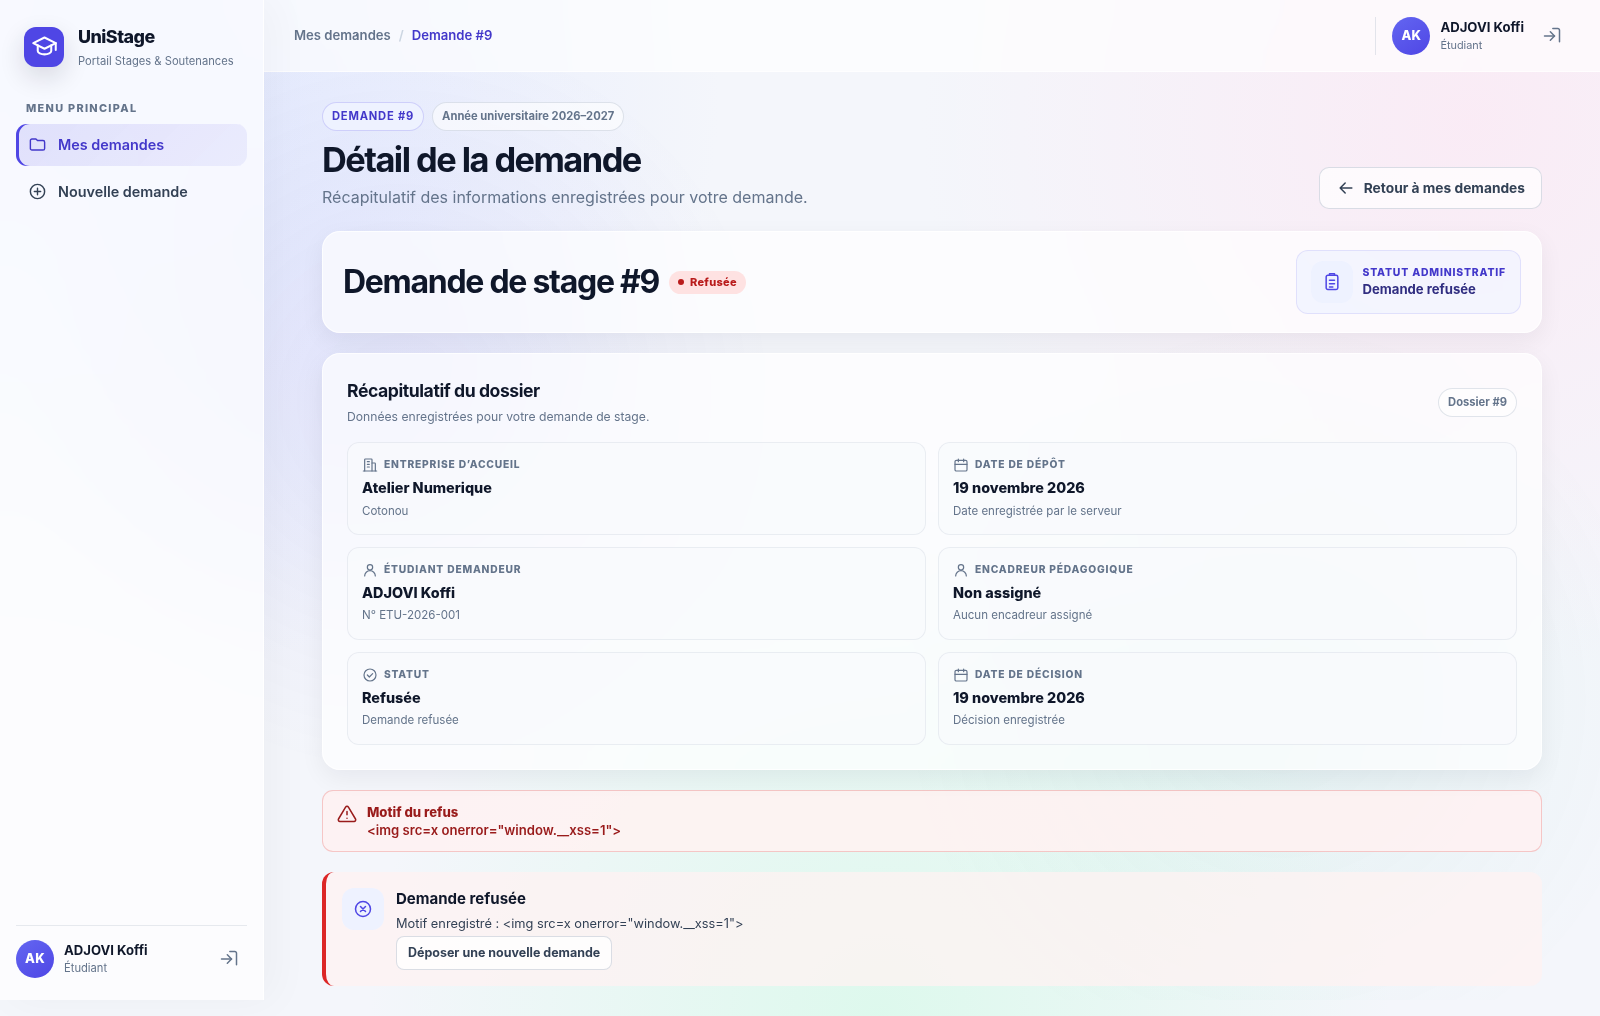 UniStage
Portail Stages & Soutenances
MENU PRINCIPAL
Mes demandes
Nouvelle demande
AK
ADJOVI Koffi
Étudiant
Mes demandes / Demande #9
AK
ADJOVI Koffi
Étudiant
DEMANDE #9
Année universitaire 2026–2027
Détail de la demande
Récapitulatif des informations enregistrées pour votre demande.
Retour à mes demandes
Demande de stage #9
Refusée
STATUT ADMINISTRATIF
Demande refusée
Récapitulatif du dossier
Données enregistrées pour votre demande de stage.
Dossier #9
ENTREPRISE D’ACCUEIL
Atelier Numerique
Cotonou
DATE DE DÉPÔT
19 novembre 2026
Date enregistrée par le serveur
ÉTUDIANT DEMANDEUR
ADJOVI Koffi
N° ETU-2026-001
ENCADREUR PÉDAGOGIQUE
Non assigné
Aucun encadreur assigné
STATUT
Refusée
Demande refusée
DATE DE DÉCISION
19 novembre 2026
Décision enregistrée
Motif du refus
<img src=x onerror="window.__xss=1">
Demande refusée
Motif enregistré : <img src=x onerror="window.__xss=1">
Déposer une nouvelle demande